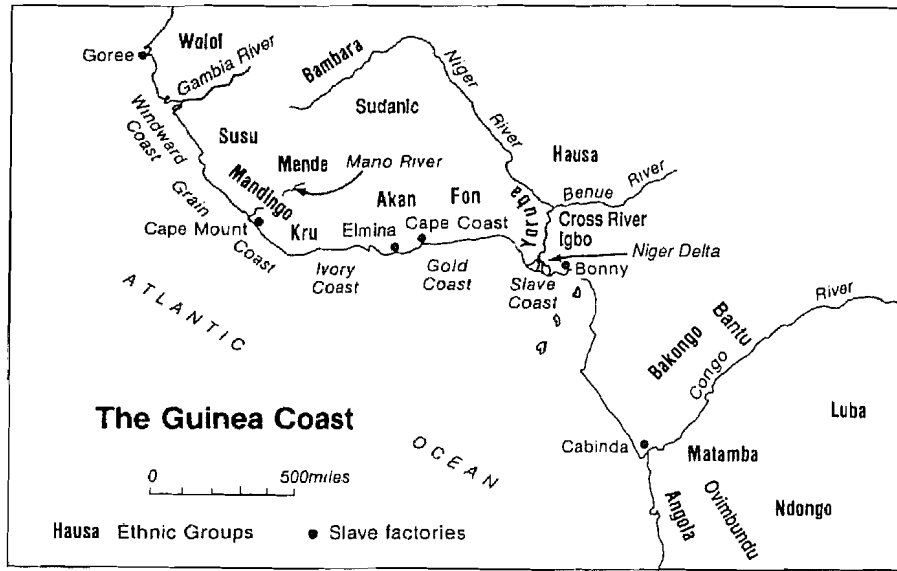 Wolof
Goree
Gambia River
Bambara
Niger
River
Sudanic
Windward
Coast
Susu
Hausa
Mende
Mano River
Mandingo
Grain
Coast
Akan
Fon
Yaruba
Benue River
Cape Mount
Kru
Elmina
Cape Coast
Cross River
Igbo
Niger Delta
Bonny
Ivory
Coast
Gold
Coast
Slave
Coast
ATLANTIC
OCEAN
River
Bakongo
Bantu
Congo
The Guinea Coast
Luba
Cabinda
Matamba
0 500miles
Angola
Ovimbundu
Ndongo
Hausa Ethnic Groups ● Slave factories